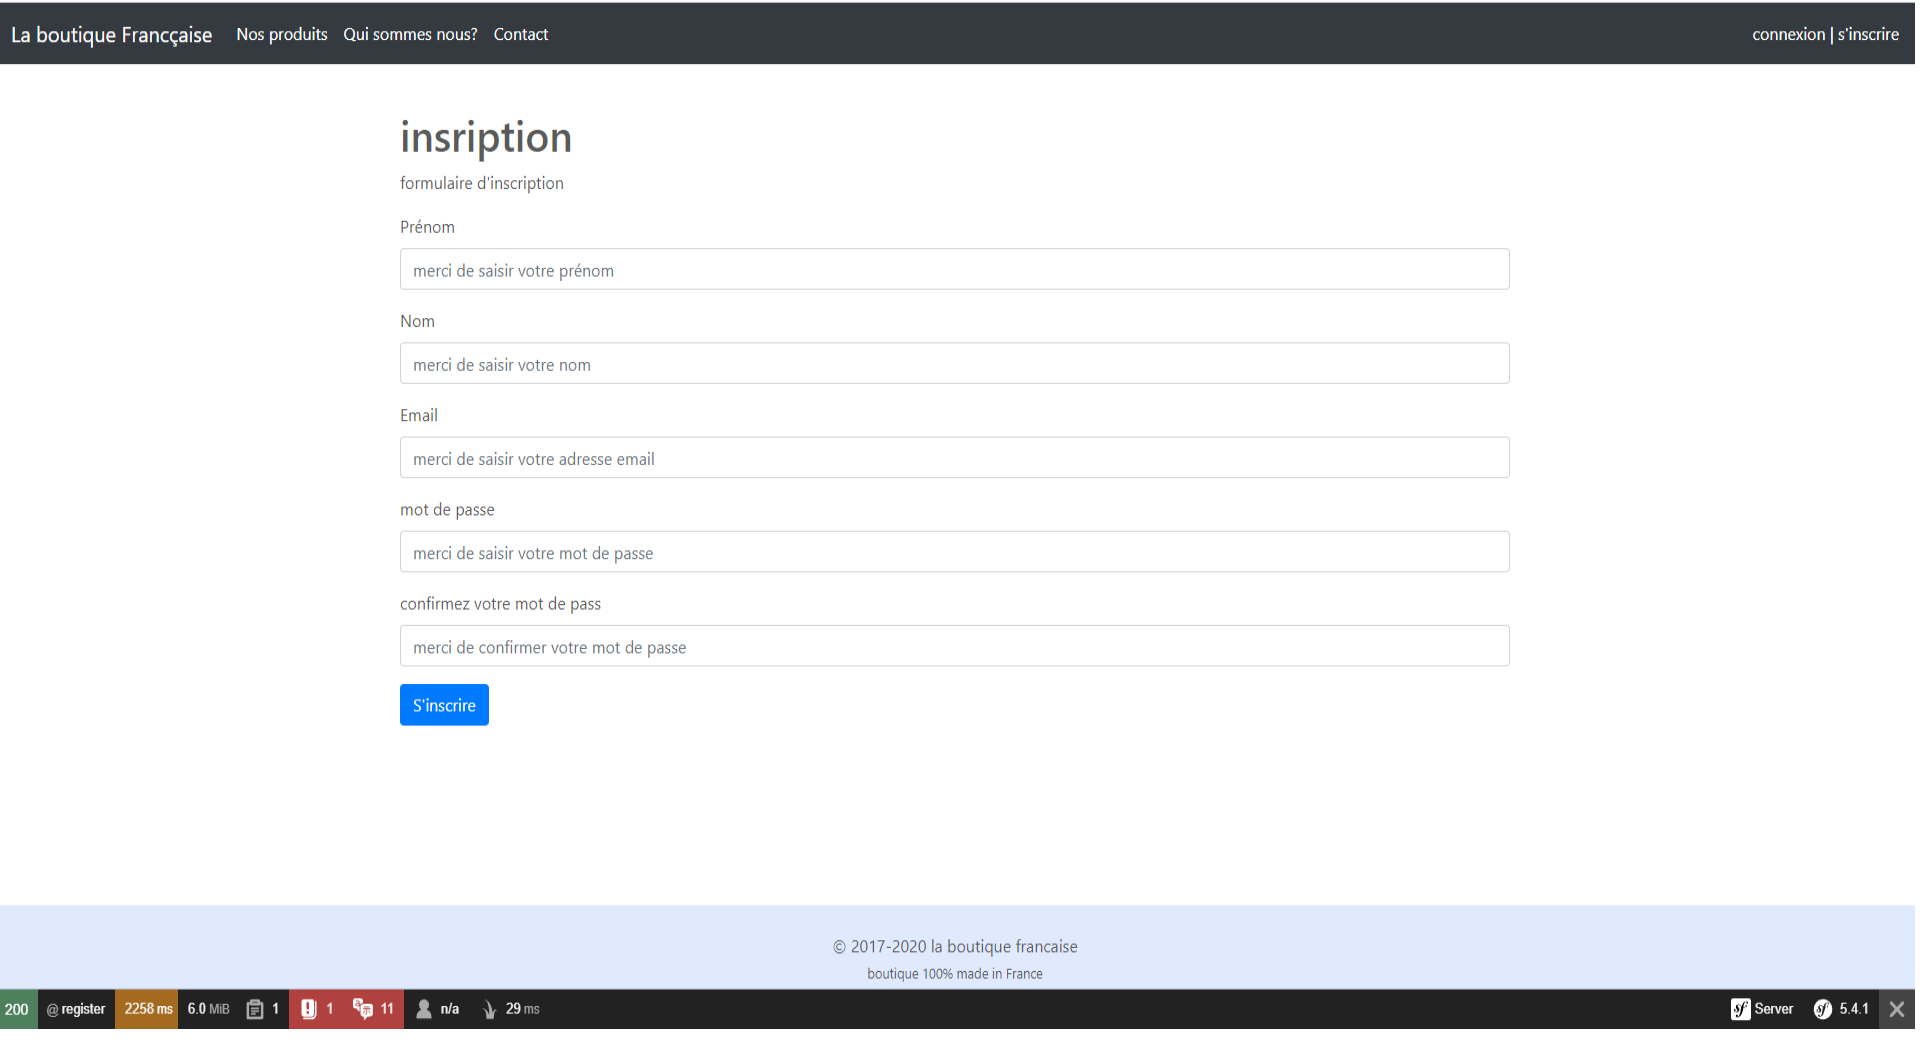 La boutique Francçaise Nos produits Qui sommes nous? Contact connexion | s'inscrire
insription
formulaire d'inscription
Prénom
merci de saisir votre prénom
Nom
merci de saisir votre nom
Email
merci de saisir votre adresse email
mot de passe
merci de saisir votre mot de passe
confirmez votre mot de pass
merci de confirmer votre mot de passe
S'inscrire
© 2017-2020 la boutique francaise
boutique 100% made in France
200 @ register 2258 ms 6.0 MiB 1 1 11 n/a 29 ms Server 5.4.1